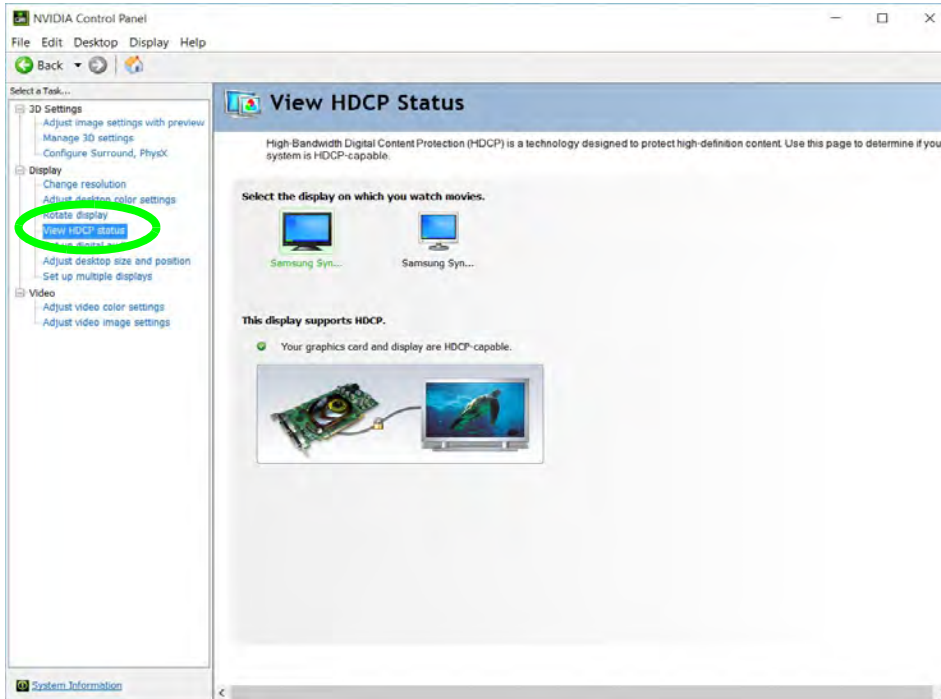 NVIDIA Control Panel
File Edit Desktop Display Help
Back
Select a Task...
3D Settings
Adjust image settings with preview
Manage 3D settings
Configure Surround, PhysX
Display
Change resolution
Adjust desktop color settings
Rotate display
View HDCP status
Set up digital audio
Adjust desktop size and position
Set up multiple displays
Video
Adjust video color settings
Adjust video image settings
System Information
View HDCP Status
High-Bandwidth Digital Content Protection (HDCP) is a technology designed to protect high-definition content. Use this page to determine if you
system is HDCP-capable.
Select the display on which you watch movies.
Samsung Syn... Samsung Syn...
This display supports HDCP.
Your graphics card and display are HDCP-capable.